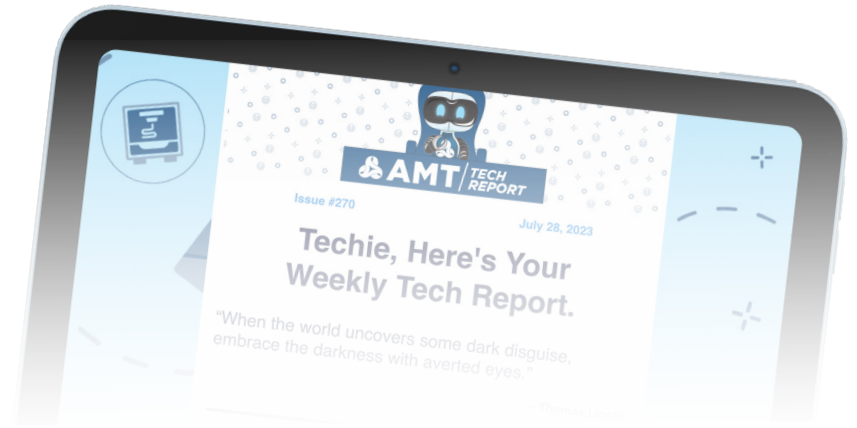 AMT
TECH
REPORT
Issue #270
July 28, 2023
Techie, Here's Your
Weekly Tech Report.
“When the world uncovers some dark disguise,
embrace the darkness with averted eyes.”